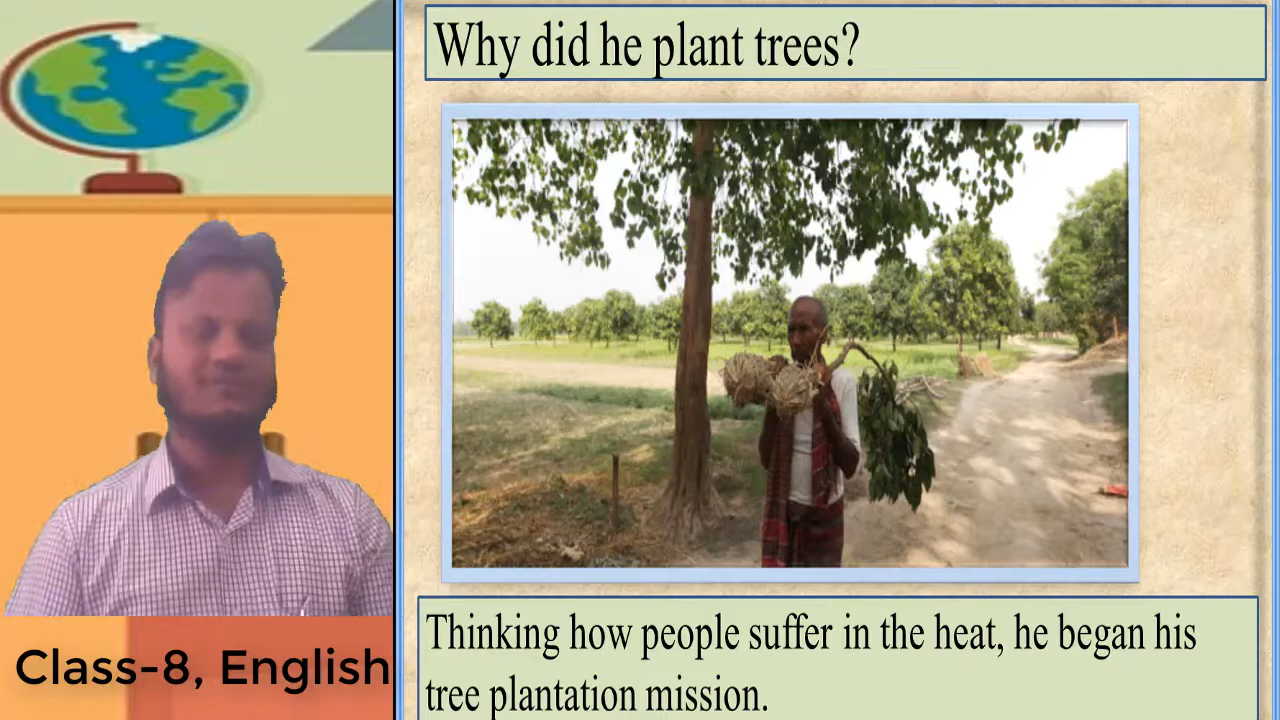 Why did he plant trees?
Thinking how people suffer in the heat, he began his
tree plantation mission.
Class-8, English